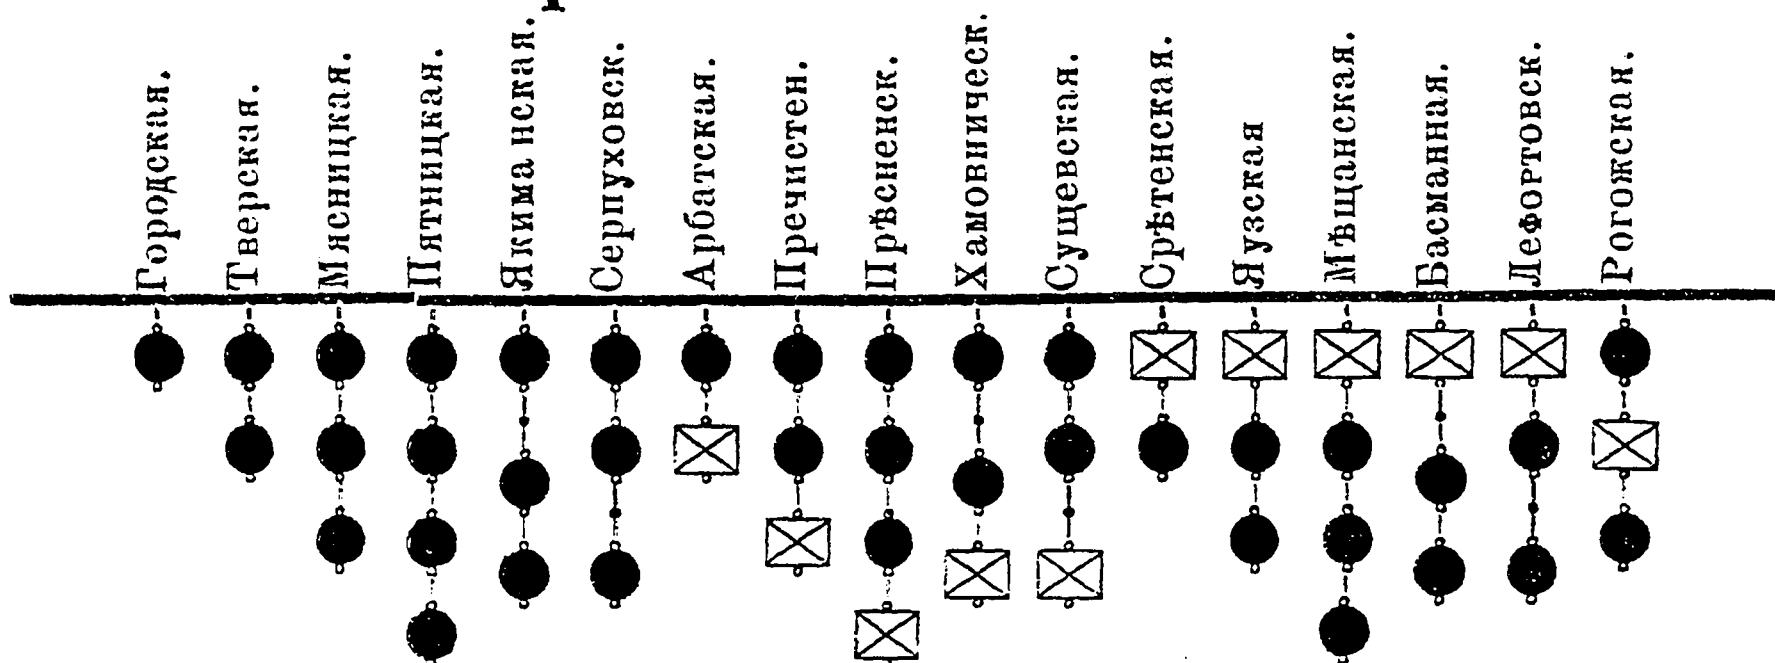 Городская.
Тверская.
Мясницкая.
Пятницкая.
Якиманская.
Серпуховск.
Арбатская.
Пречистен.
Прѣсненск.
Хамовническ.
Сущевская.
Срѣтенская.
Яузская
Мѣщанская.
Басманная.
Лефортовск.
Рогожская.